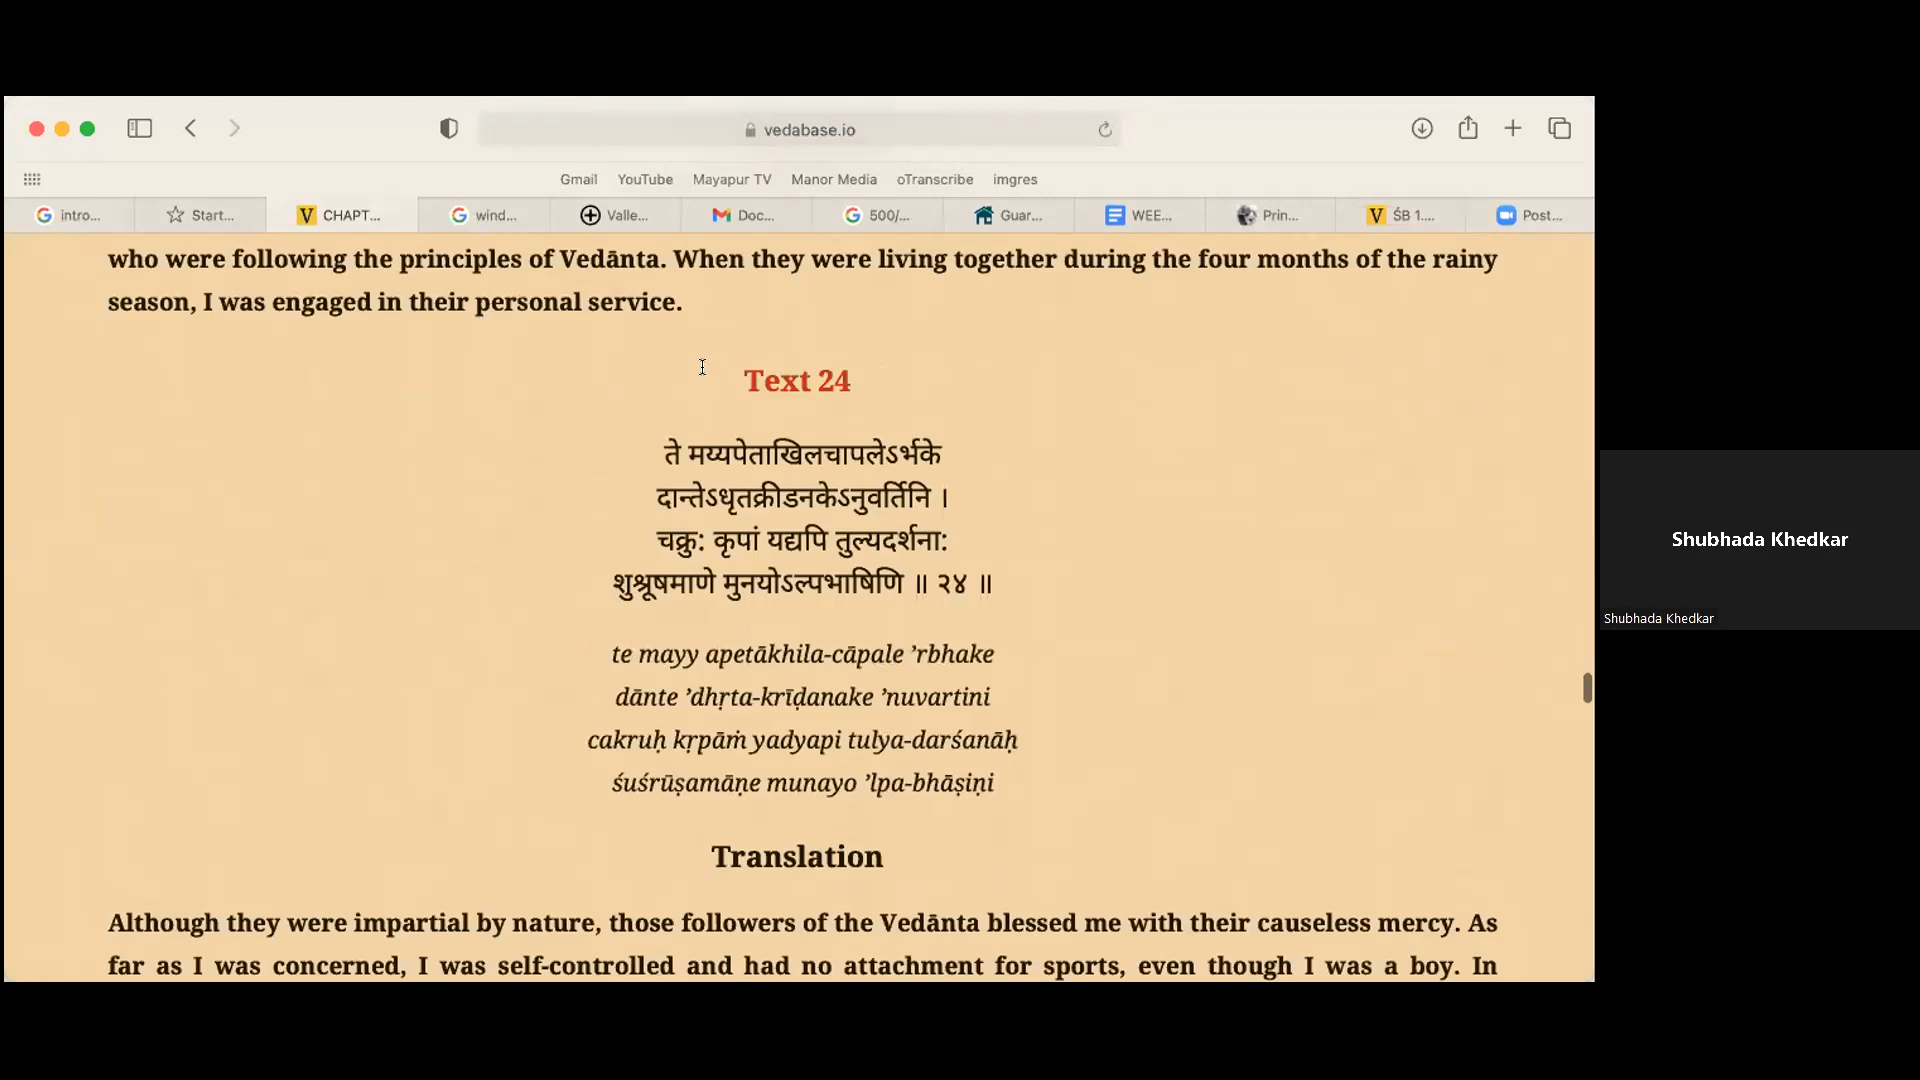 vedabase.io
Gmail YouTube Mayapur TV Manor Media oTranscribe imgres
intro... Start... CHAPT... wind... Valle... Doc... 500/... Guar... WEE... Prin... ŚB 1.... Post...
who were following the principles of Vedānta. When they were living together during the four months of the rainy
season, I was engaged in their personal service.
Text 24
ते मय्यपेताखिलचापलेऽर्भके
दान्तेऽधृतक्रीडनकेऽनुवर्तिनि ।
चक्रु: कृपां यद्यपि तुल्यदर्शना:
शुश्रूषमाणे मुनयोऽल्पभाषिणि ॥ २४ ॥
te mayy apetākhila-cāpale ’rbhake
dānte ’dhṛta-krīḍanake ’nuvartini
cakruḥ kṛpāṁ yadyapi tulya-darśanāḥ
śuśrūṣamāṇe munayo ’lpa-bhāṣiṇi
Translation
Although they were impartial by nature, those followers of the Vedānta blessed me with their causeless mercy. As
far as I was concerned, I was self-controlled and had no attachment for sports, even though I was a boy. In
Shubhada Khedkar
Shubhada Khedkar